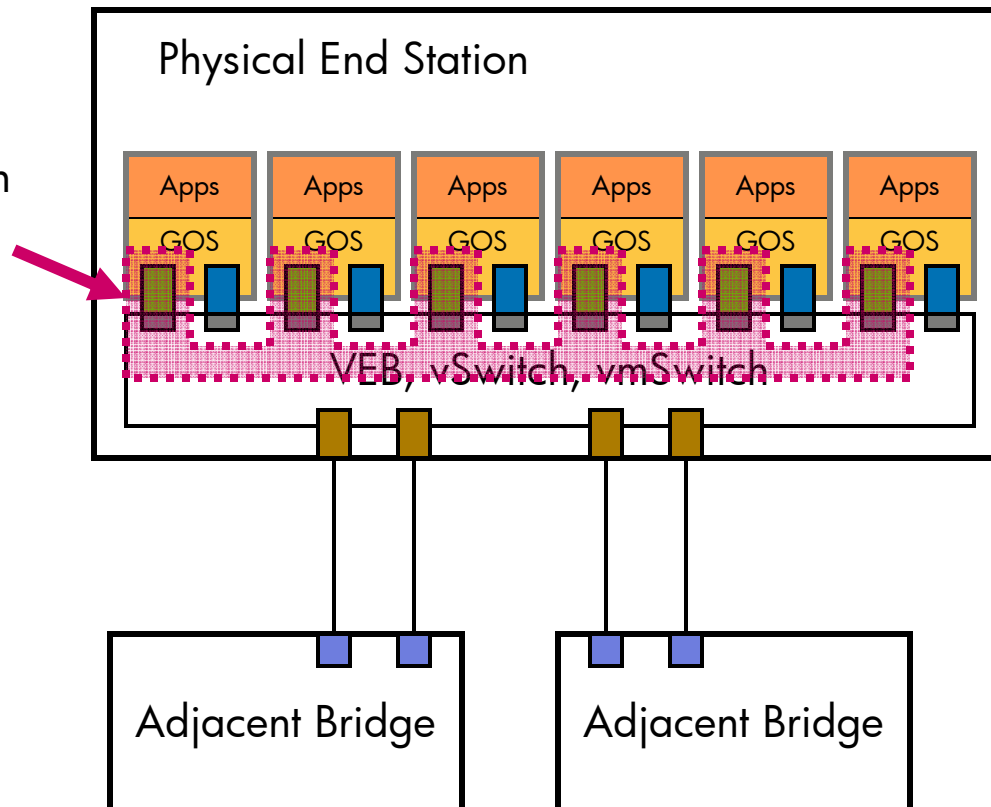 Physical End Station
Apps Apps Apps Apps Apps Apps
GOS GOS GOS GOS GOS GOS
VEB, vSwitch, vmSwitch
Adjacent Bridge Adjacent Bridge